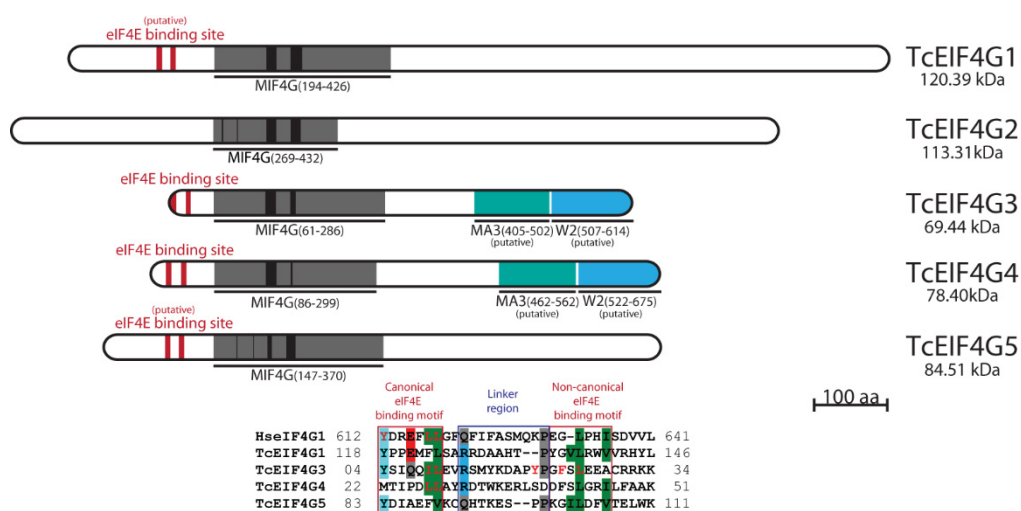 (putative)
eIF4E binding site
MIF4G(194-426)
TcEIF4G1
120.39 kDa
MIF4G(269-432)
TcEIF4G2
113.31kDa
eIF4E binding site
MIF4G(61-286)
MA3(405-502) W2(507-614)
(putative) (putative)
TcEIF4G3
69.44 kDa
eIF4E binding site
MIF4G(86-299)
MA3(462-562) W2(522-675)
(putative) (putative)
TcEIF4G4
78.40kDa
(putative)
eIF4E binding site
MIF4G(147-370)
TcEIF4G5
84.51 kDa
100 aa
Canonical
eIF4E
binding motif
Linker
region
Non-canonical
eIF4E
binding motif
HseIF4G1 612 YDREFLLGFQFIFASMQKPEG-LPHISDVVL 641
TcEIF4G1 118 YPPEMFLSARRDAAHT--PYGVLRWVVRHYL 146
TcEIF4G3 04 YSIQQILEVRSMYKDAPYPGFSLEEACRRKK 34
TcEIF4G4 22 MTIPDLLAYRDTWKERLSDDFSLGRILFAAK 51
TcEIF4G5 83 YDIAEFVKCQHTKES--PPKGILDFVTELWK 111